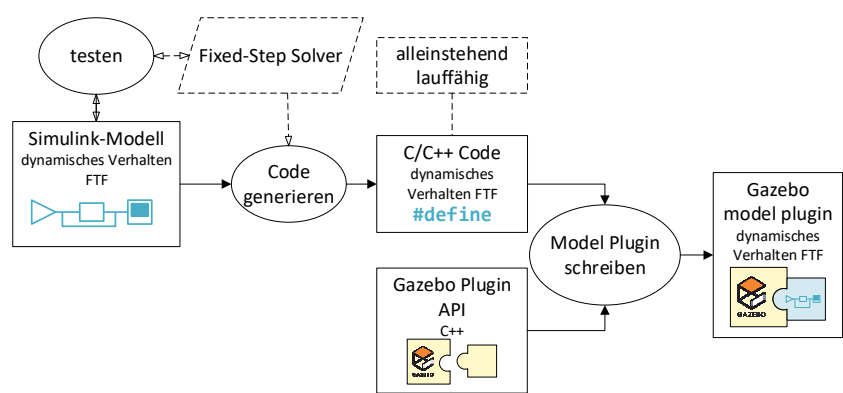 testen
Fixed-Step Solver
alleinstehend
lauffähig
Simulink-Modell
dynamisches Verhalten
FTF
Code
generieren
C/C++ Code
dynamisches
Verhalten FTF
#define
Model Plugin
schreiben
Gazebo
model plugin
dynamisches
Verhalten FTF
GAZEBO
Gazebo Plugin
API
C++
GAZEBO